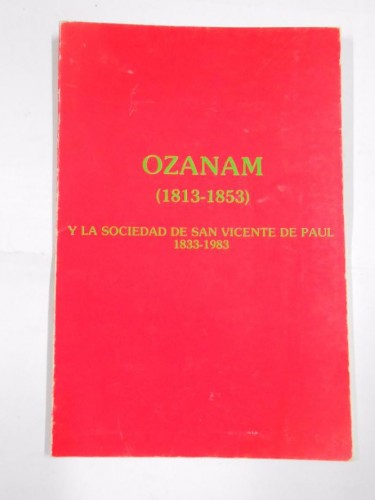 OZANAM
(1813-1853)
Y LA SOCIEDAD DE SAN VICENTE DE PAUL
1833-1983